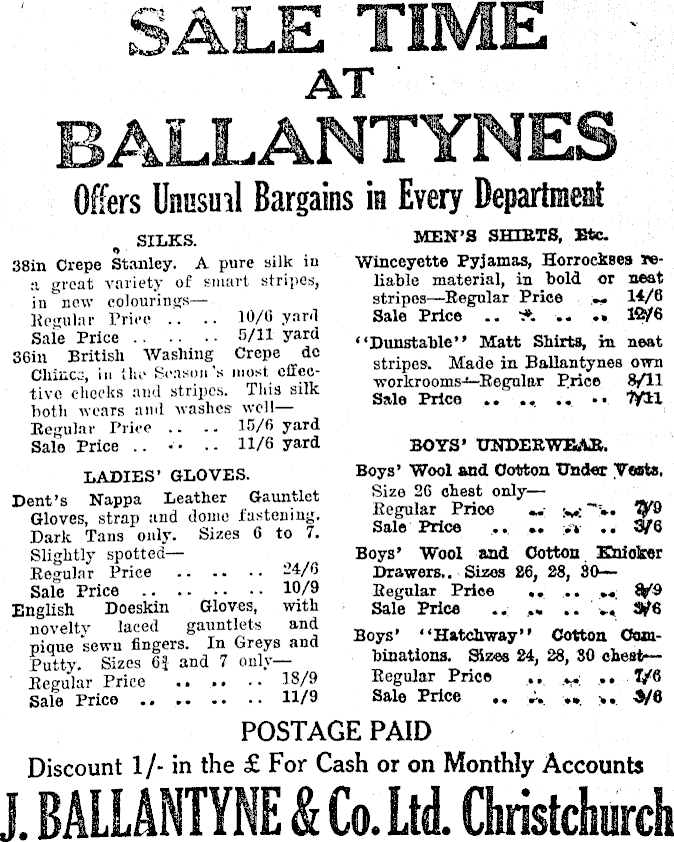 SALE TIME
AT
BALLANTYNES
Offers Unusual Bargains in Every Department
SILKS.
38in Crepe Stanley. A pure silk in
a great variety of smart stripes,
in new colourings—
Regular Price .. .. 10/6 yard
Sale Price .. .. .. 5/11 yard
36in British Washing Crepe de
Chines, in the Season's most effec-
tive checks and stripes. This silk
both wears and washes well—
Regular Price .. .. 15/6 yard
Sale Price .. .. .. 11/6 yard
LADIES' GLOVES.
Dent's Nappa Leather Gauntlet
Gloves, strap and dome fastening.
Dark Tans only. Sizes 6 to 7.
Slightly spotted—
Regular Price .. .. .. 24/6
Sale Price .. .. .. .. 10/9
English Doeskin Gloves, with
novelty laced gauntlets and
pique sewn fingers. In Greys and
Putty. Sizes 6¾ and 7 only—
Regular Price .. .. .. 18/9
Sale Price .. .. .. .. 11/9
MEN'S SHIRTS, Etc.
Winceyette Pyjamas, Horrockses re-
liable material, in bold or neat
stripes—Regular Price .. 14/6
Sale Price .. .. .. .. 12/6
"Dunstable" Matt Shirts, in neat
stripes. Made in Ballantynes own
workrooms—Regular Price 8/11
Sale Price .. .. .. .. 7/11
BOYS' UNDERWEAR.
Boys' Wool and Cotton Under Vests.
Size 26 chest only—
Regular Price .. .. .. 7/9
Sale Price .. .. .. .. 3/6
Boys' Wool and Cotton Knicker
Drawers.. Sizes 26, 28, 30—
Regular Price .. .. .. 8/9
Sale Price .. .. .. .. 3/6
Boys' "Hatchway" Cotton Com-
binations. Sizes 24, 28, 30 chest—
Regular Price .. .. .. 7/6
Sale Price .. .. .. .. 3/6
POSTAGE PAID
Discount 1/- in the £ For Cash or on Monthly Accounts
J. BALLANTYNE & Co. Ltd. Christchurch